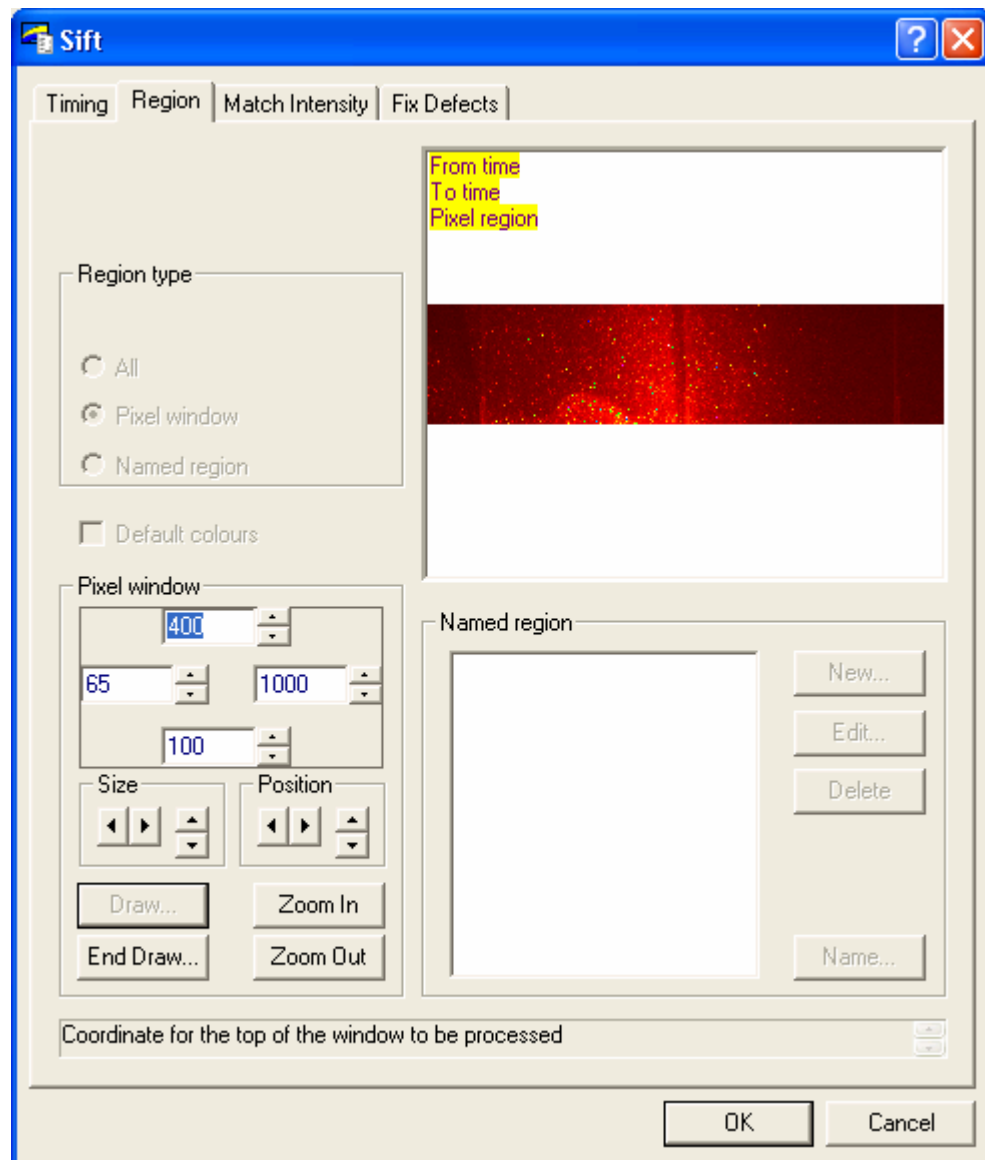 Sift
Timing Region Match Intensity Fix Defects
From time
To time
Pixel region
Region type
All
Pixel window
Named region
Default colours
Pixel window
400
65 1000
100
Size Position
Draw... Zoom In
End Draw... Zoom Out
Named region
New...
Edit...
Delete
Name...
Coordinate for the top of the window to be processed
OK Cancel